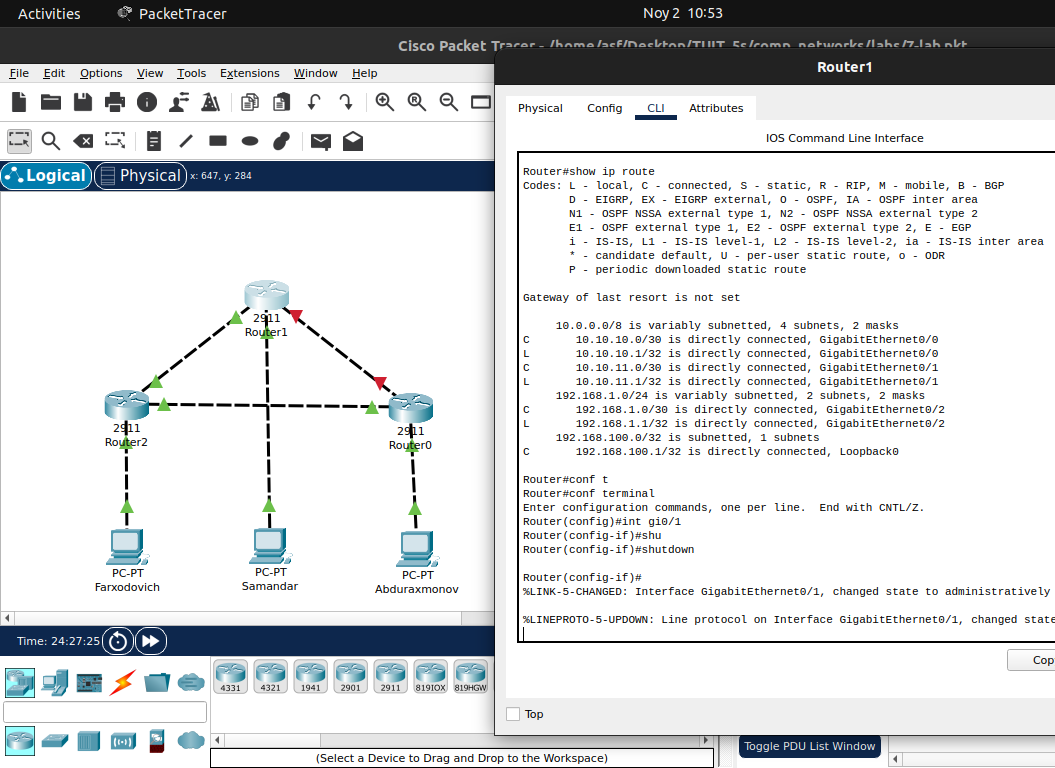 Activities
PacketTracer
Noy 2 10:53
Cisco Packet Tracer - /home/asf/Desktop/TUIT_5s/comp_networks/labs/7-lab.pkt
Router1
File Edit Options View Tools Extensions Window Help
Physical Config CLI Attributes
IOS Command Line Interface
Logical
Physical
x: 647, y: 284
Router#show ip route
Codes: L - local, C - connected, S - static, R - RIP, M - mobile, B - BGP
D - EIGRP, EX - EIGRP external, O - OSPF, IA - OSPF inter area
N1 - OSPF NSSA external type 1, N2 - OSPF NSSA external type 2
E1 - OSPF external type 1, E2 - OSPF external type 2, E - EGP
i - IS-IS, L1 - IS-IS level-1, L2 - IS-IS level-2, ia - IS-IS inter area
* - candidate default, U - per-user static route, o - ODR
P - periodic downloaded static route
Gateway of last resort is not set
10.0.0.0/8 is variably subnetted, 4 subnets, 2 masks
C 10.10.10.0/30 is directly connected, GigabitEthernet0/0
L 10.10.10.1/32 is directly connected, GigabitEthernet0/0
C 10.10.11.0/30 is directly connected, GigabitEthernet0/1
L 10.10.11.1/32 is directly connected, GigabitEthernet0/1
192.168.1.0/24 is variably subnetted, 2 subnets, 2 masks
C 192.168.1.0/30 is directly connected, GigabitEthernet0/2
L 192.168.1.1/32 is directly connected, GigabitEthernet0/2
192.168.100.0/32 is subnetted, 1 subnets
C 192.168.100.1/32 is directly connected, Loopback0
Router#conf t
Router#conf terminal
Enter configuration commands, one per line. End with CNTL/Z.
Router(config)#int gi0/1
Router(config-if)#shu
Router(config-if)#shutdown
Router(config-if)#
%LINK-5-CHANGED: Interface GigabitEthernet0/1, changed state to administratively
%LINEPROTO-5-UPDOWN: Line protocol on Interface GigabitEthernet0/1, changed state
Cop
Top
2911
Router1
2911
Router2
2911
Router0
PC-PT
Farxodovich
PC-PT
Samandar
PC-PT
Abduraxmonov
Time: 24:27:25
4331
4321
1941
2901
2911
819IOX
819HGW
(Select a Device to Drag and Drop to the Workspace)
Toggle PDU List Window